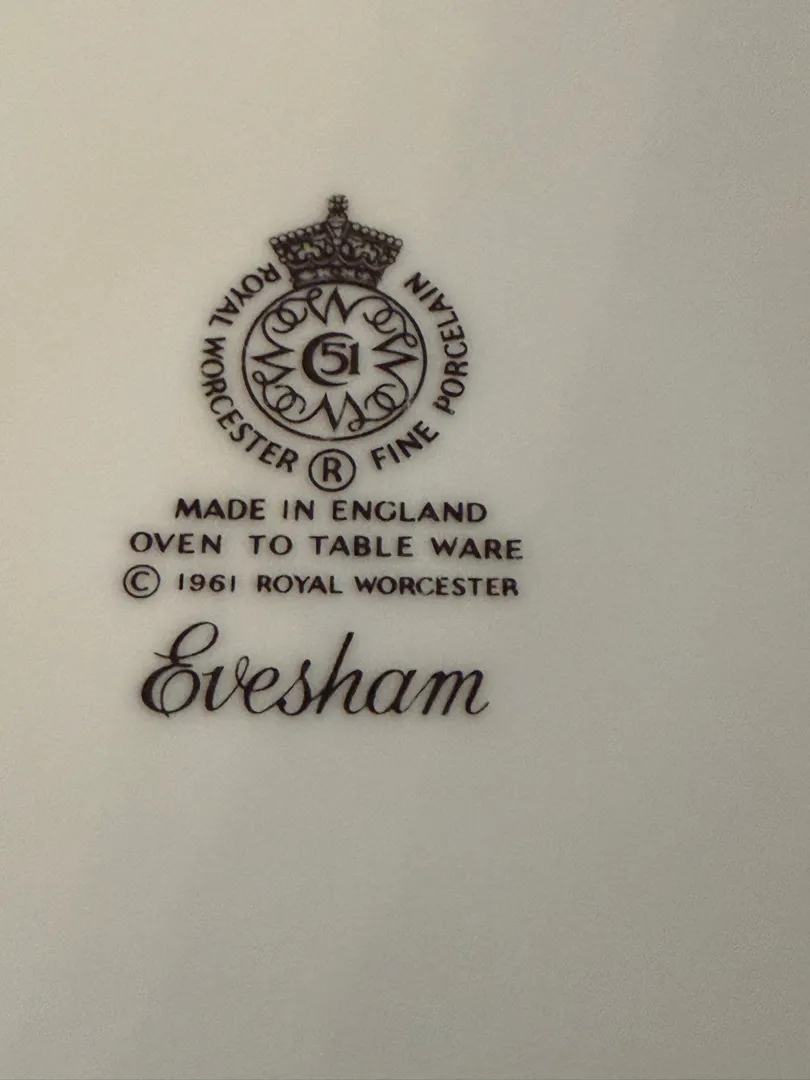 ROYAL WORCESTER ® FINE PORCELAIN
51
MADE IN ENGLAND
OVEN TO TABLE WARE
© 1961 ROYAL WORCESTER
Evesham